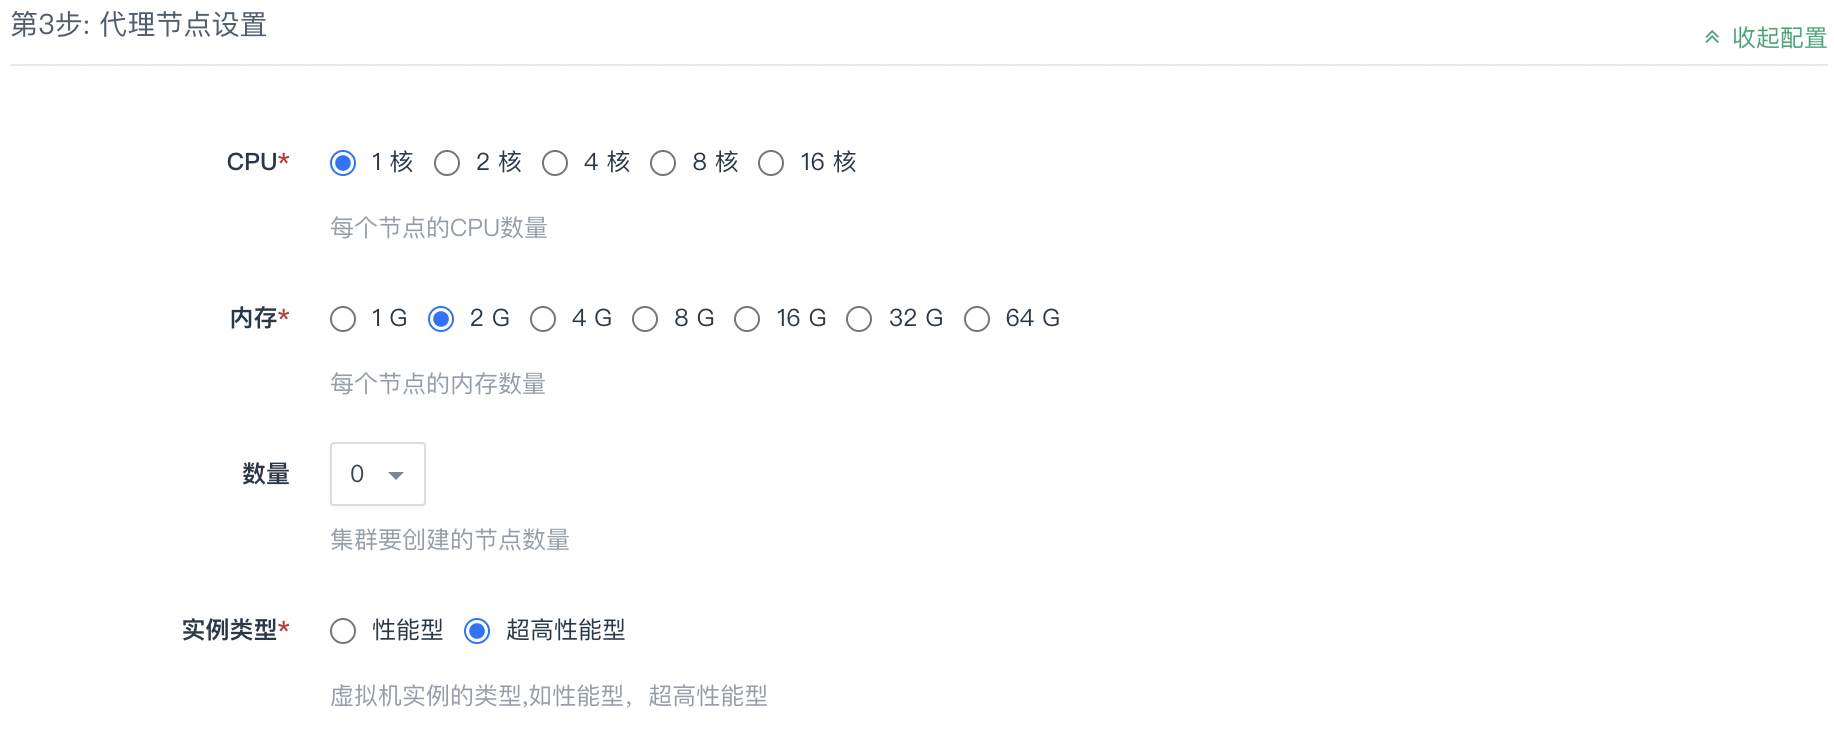 第3步: 代理节点设置
收起配置
CPU* 1 核 2 核 4 核 8 核 16 核
每个节点的CPU数量
内存* 1 G 2 G 4 G 8 G 16 G 32 G 64 G
每个节点的内存数量
数量 0
集群要创建的节点数量
实例类型* 性能型 超高性能型
虚拟机实例的类型,如性能型，超高性能型